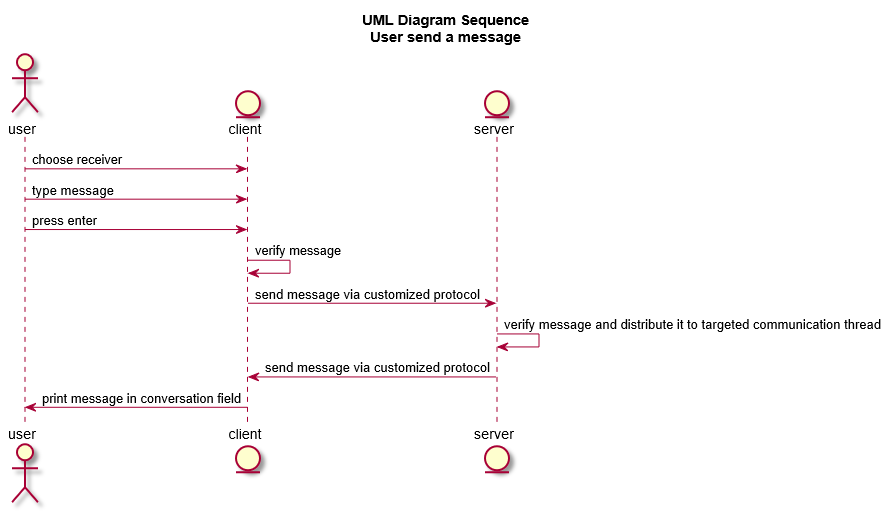 UML Diagram Sequence
User send a message
user
client
server
choose receiver
type message
press enter
verify message
send message via customized protocol
verify message and distribute it to targeted communication thread
send message via customized protocol
print message in conversation field
user
client
server